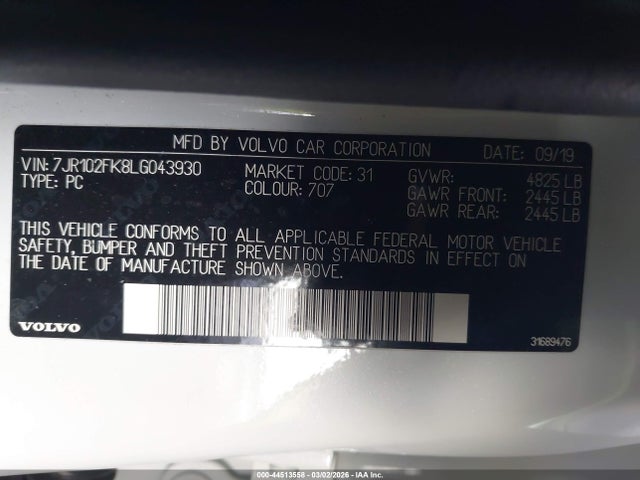 MFD BY VOLVO CAR CORPORATION DATE: 09/19
VIN: 7JR102FK8LG043930 MARKET CODE: 31 GVWR: 4825 LB
TYPE: PC COLOUR: 707 GAWR FRONT: 2445 LB
GAWR REAR: 2445 LB
THIS VEHICLE CONFORMS TO ALL APPLICABLE FEDERAL MOTOR VEHICLE
SAFETY, BUMPER AND THEFT PREVENTION STANDARDS IN EFFECT ON
THE DATE OF MANUFACTURE SHOWN ABOVE.
VOLVO 31689476
000-44513558 - 03/02/2026 - IAA Inc.